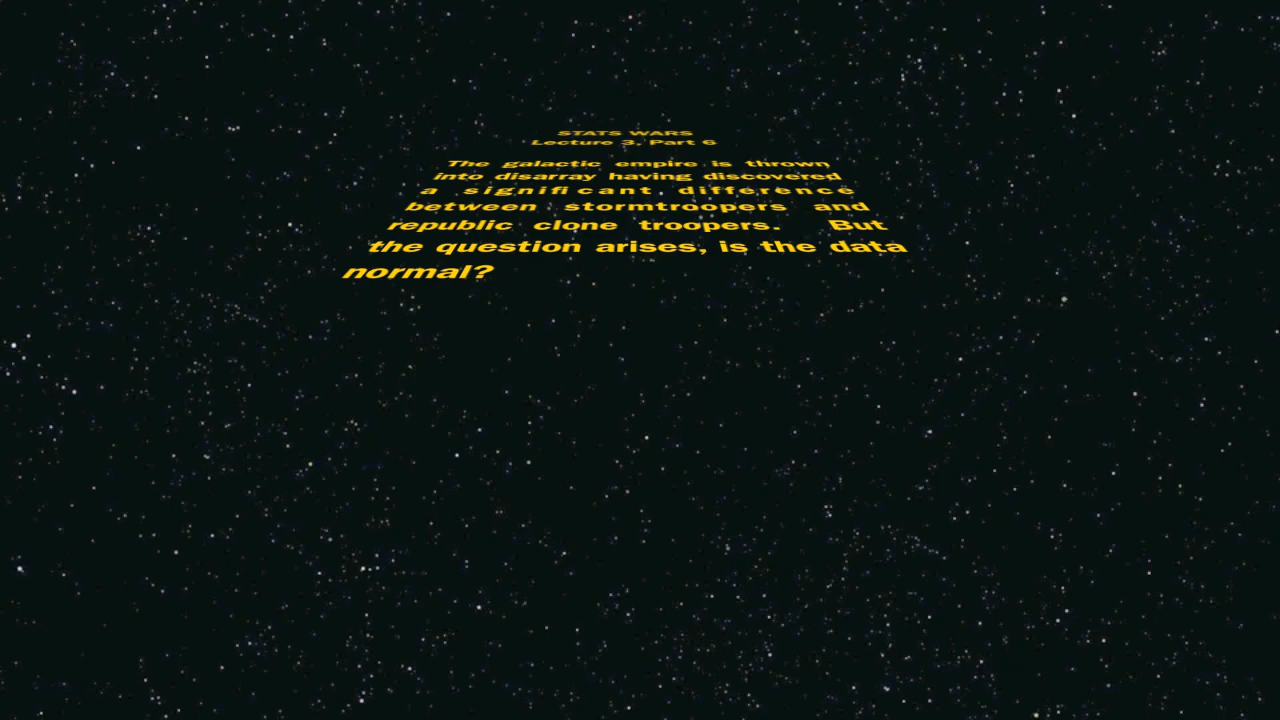 STATS WARS
Lecture 3, Part 6
The galactic empire is thrown
into disarray having discovered
a significant difference
between stormtroopers and
republic clone troopers. But
the question arises, is the data
normal?